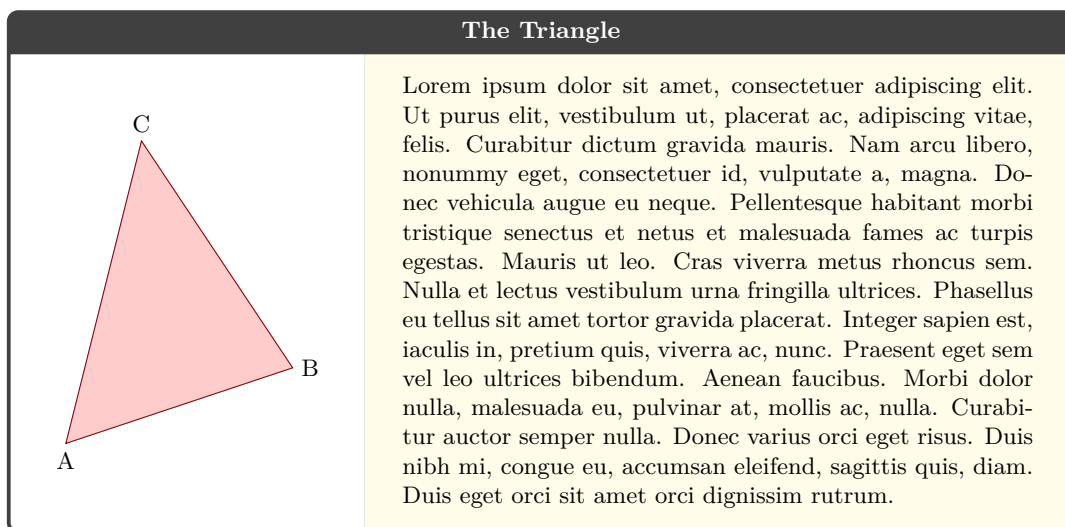 The Triangle
C
B
A
Lorem ipsum dolor sit amet, consectetuer adipiscing elit.
Ut purus elit, vestibulum ut, placerat ac, adipiscing vitae,
felis. Curabitur dictum gravida mauris. Nam arcu libero,
nonummy eget, consectetuer id, vulputate a, magna. Do-
nec vehicula augue eu neque. Pellentesque habitant morbi
tristique senectus et netus et malesuada fames ac turpis
egestas. Mauris ut leo. Cras viverra metus rhoncus sem.
Nulla et lectus vestibulum urna fringilla ultrices. Phasellus
eu tellus sit amet tortor gravida placerat. Integer sapien est,
iaculis in, pretium quis, viverra ac, nunc. Praesent eget sem
vel leo ultrices bibendum. Aenean faucibus. Morbi dolor
nulla, malesuada eu, pulvinar at, mollis ac, nulla. Curabi-
tur auctor semper nulla. Donec varius orci eget risus. Duis
nibh mi, congue eu, accumsan eleifend, sagittis quis, diam.
Duis eget orci sit amet orci dignissim rutrum.